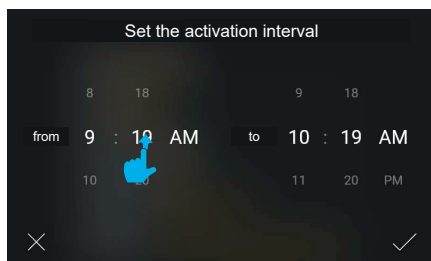 Set the activation interval
8 18 9 18
from 9 : 19 AM to 10 : 19 AM
10 20 11 20 PM